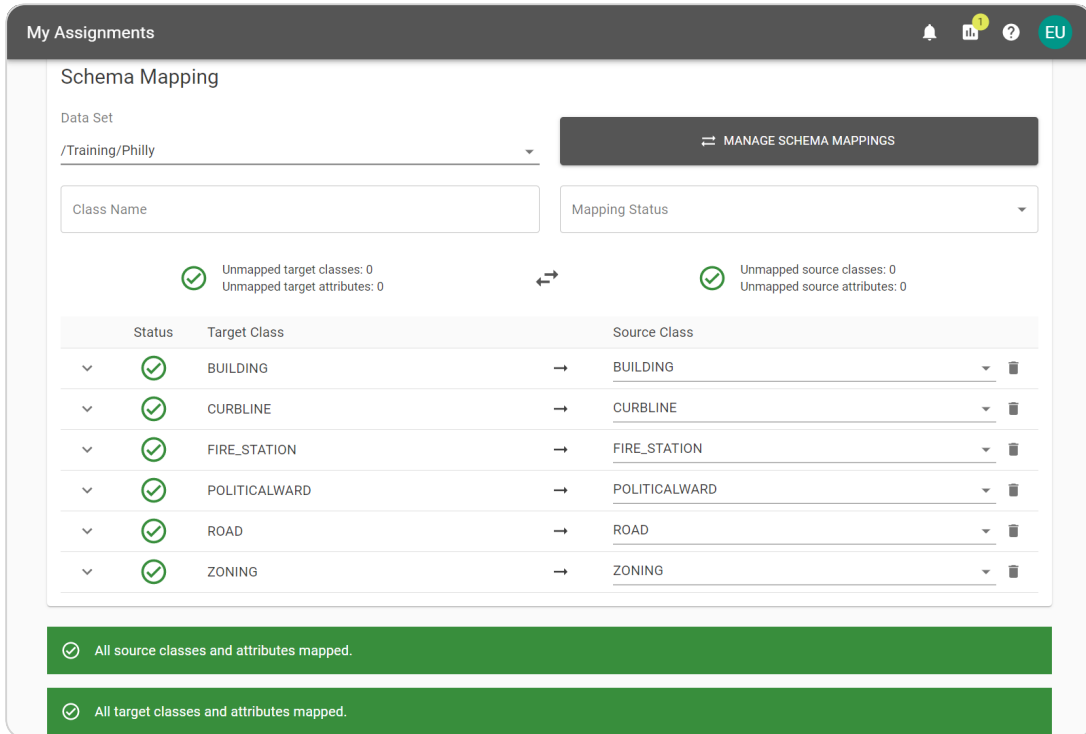 My Assignments
1
EU
Schema Mapping
Data Set
/Training/Philly
MANAGE SCHEMA MAPPINGS
Class Name
Mapping Status
Unmapped target classes: 0
Unmapped target attributes: 0
Unmapped source classes: 0
Unmapped source attributes: 0
Status Target Class Source Class
BUILDING BUILDING
CURBLINE CURBLINE
FIRE_STATION FIRE_STATION
POLITICALWARD POLITICALWARD
ROAD ROAD
ZONING ZONING
All source classes and attributes mapped.
All target classes and attributes mapped.